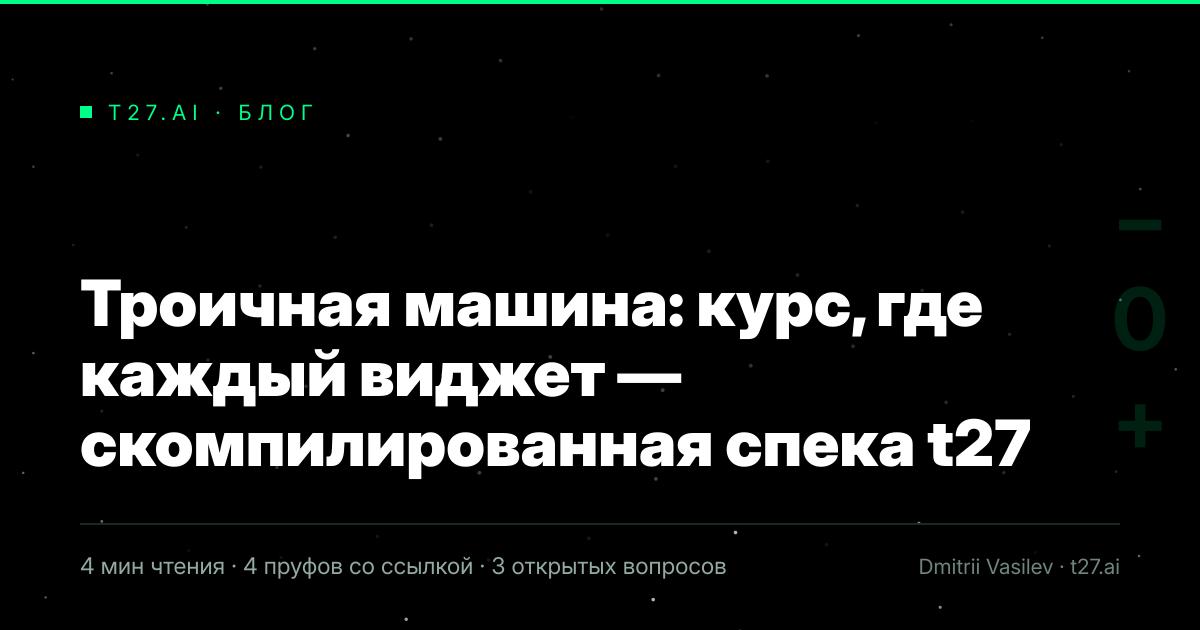 T27.AI · БЛОГ
−
0
+
Троичная машина: курс, где
каждый виджет —
скомпилированная спека t27
4 мин чтения · 4 пруфов со ссылкой · 3 открытых вопросов
Dmitrii Vasilev · t27.ai